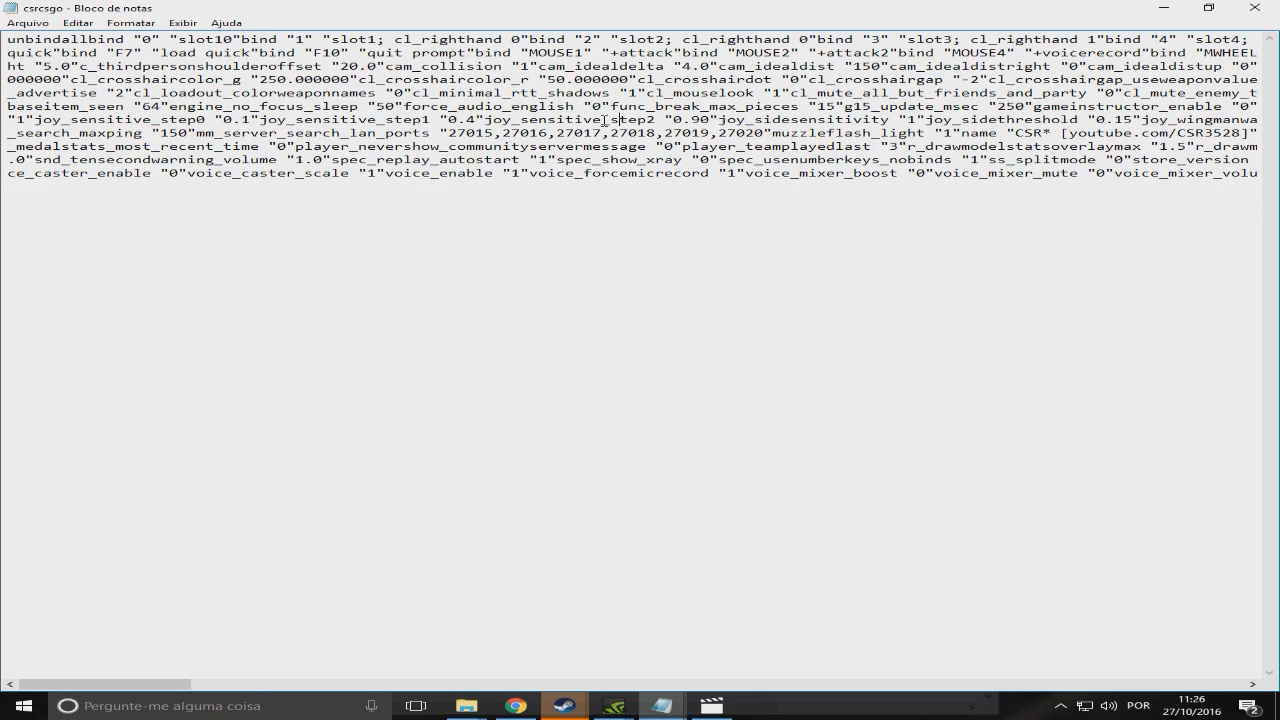 csrcsgo - Bloco de notas
Arquivo Editar Formatar Exibir Ajuda
unbindallbind "0" "slot10"bind "1" "slot1; cl_righthand 0"bind "2" "slot2; cl_righthand 0"bind "3" "slot3; cl_righthand 1"bind "4" "slot4;
quick"bind "F7" "load quick"bind "F10" "quit prompt"bind "MOUSE1" "+attack"bind "MOUSE2" "+attack2"bind "MOUSE4" "+voicerecord"bind "MWHEEL
ht "5.0"c_thirdpersonshoulderoffset "20.0"cam_collision "1"cam_idealdelta "4.0"cam_idealdist "150"cam_idealdistright "0"cam_idealdistup "0"
000000"cl_crosshaircolor_g "250.000000"cl_crosshaircolor_r "50.000000"cl_crosshairdot "0"cl_crosshairgap "-2"cl_crosshairgap_useweaponvalue
_advertise "2"cl_loadout_colorweaponnames "0"cl_minimal_rtt_shadows "1"cl_mouselook "1"cl_mute_all_but_friends_and_party "0"cl_mute_enemy_t
baseitem_seen "64"engine_no_focus_sleep "50"force_audio_english "0"func_break_max_pieces "15"g15_update_msec "250"gameinstructor_enable "0"
"1"joy_sensitive_step0 "0.1"joy_sensitive_step1 "0.4"joy_sensitive_step2 "0.90"joy_sidesensitivity "1"joy_sidethreshold "0.15"joy_wingmanwa
_search_maxping "150"mm_server_search_lan_ports "27015,27016,27017,27018,27019,27020"muzzleflash_light "1"name "CSR* [youtube.com/CSR3528]"
_medalstats_most_recent_time "0"player_nevershow_communityservermessage "0"player_teamplayedlast "3"r_drawmodelstatsoverlaymax "1.5"r_drawm
.0"snd_tensecondwarning_volume "1.0"spec_replay_autostart "1"spec_show_xray "0"spec_usenumberkeys_nobinds "1"ss_splitmode "0"store_version
ce_caster_enable "0"voice_caster_scale "1"voice_enable "1"voice_forcemicrecord "1"voice_mixer_boost "0"voice_mixer_mute "0"voice_mixer_volu
Pergunte-me alguma coisa
POR
11:26
27/10/2016
2